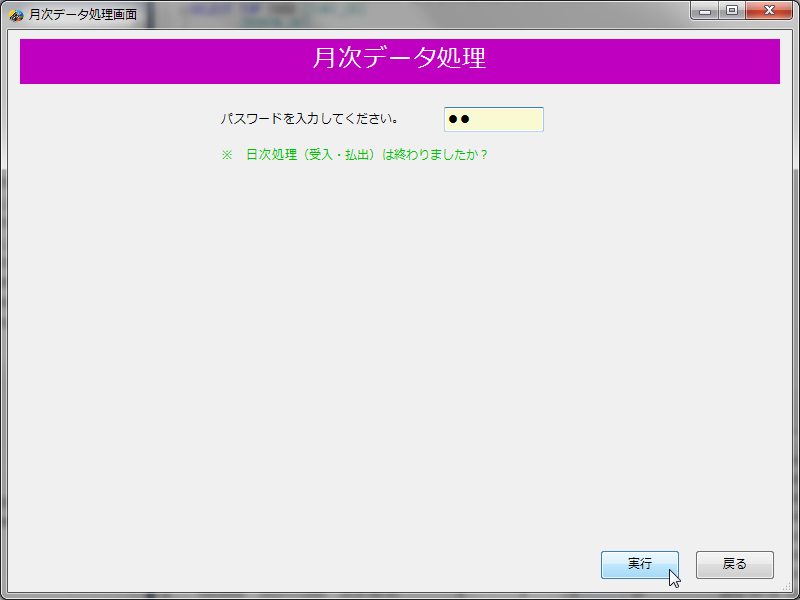 月次データ処理画面
月次データ処理
パスワードを入力してください。
※　日次処理（受入・払出）は終わりましたか？
実行
戻る